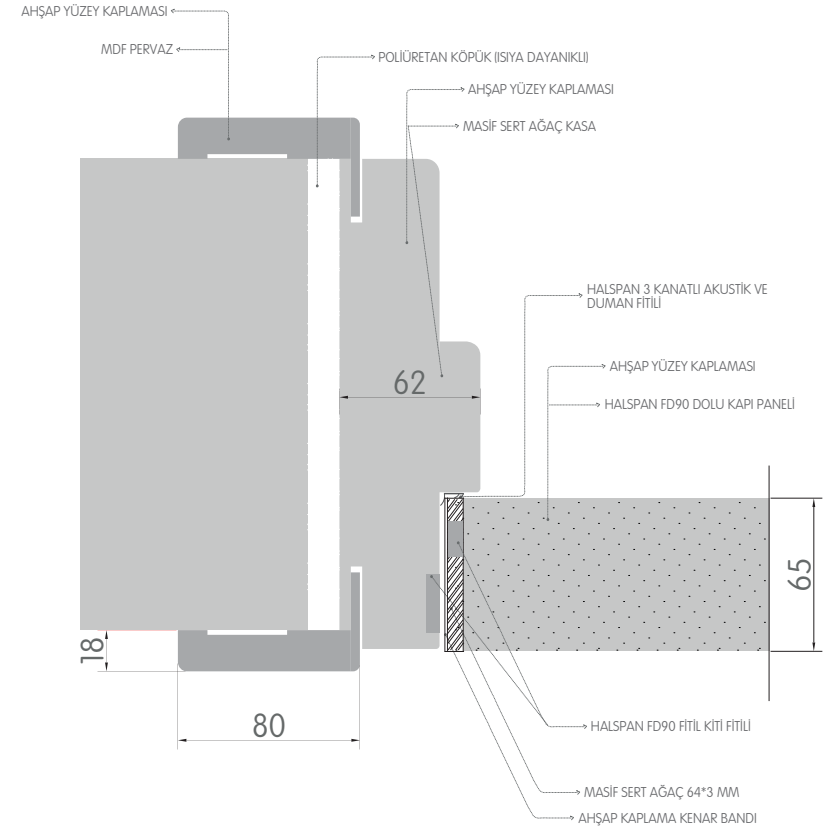 AHŞAP YÜZEY KAPLAMASI
MDF PERVAZ
POLİÜRETAN KÖPÜK (ISIYA DAYANIKLI)
AHŞAP YÜZEY KAPLAMASI
MASİF SERT AĞAÇ KASA
HALSPAN 3 KANATLI AKUSTİK VE
DUMAN FİTİLİ
AHŞAP YÜZEY KAPLAMASI
62
HALSPAN FD90 DOLU KAPI PANELİ
65
18
80
HALSPAN FD90 FİTİL KİTİ FİTİLİ
MASİF SERT AĞAÇ 64*3 MM
AHŞAP KAPLAMA KENAR BANDI